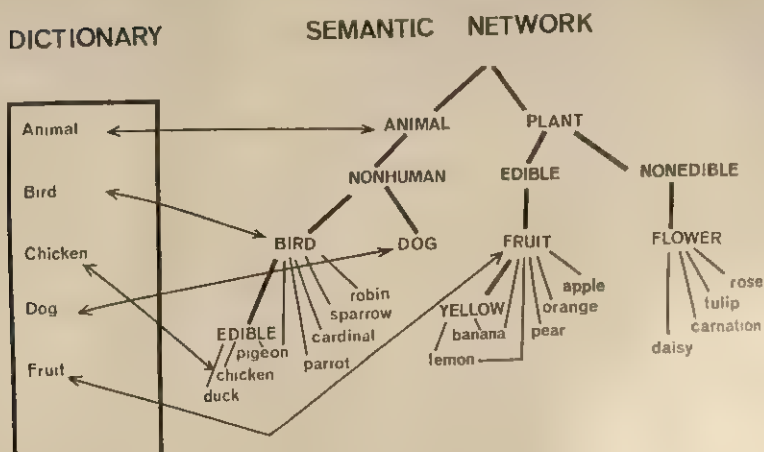 DICTIONARY
SEMANTIC NETWORK
Animal
Bird
Chicken
Dog
Fruit
ANIMAL
PLANT
NONHUMAN
EDIBLE
NONEDIBLE
BIRD
DOG
FRUIT
FLOWER
robin
sparrow
cardinal
parrot
EDIBLE
pigeon
chicken
duck
apple
orange
pear
YELLOW
banana
lemon
rose
tulip
carnation
daisy